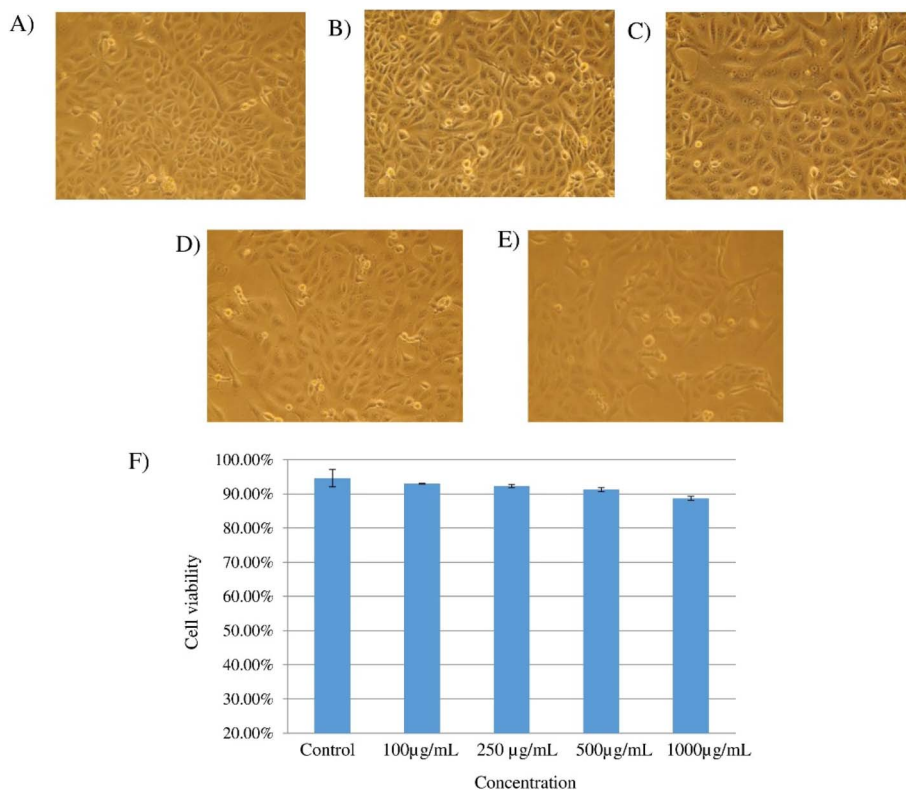 A)
B)
C)
D)
E)
F)
100.00%
90.00%
80.00%
70.00%
60.00%
50.00%
40.00%
30.00%
20.00%
Cell viability
Control 100µg/mL 250 µg/mL 500µg/mL 1000µg/mL
Concentration